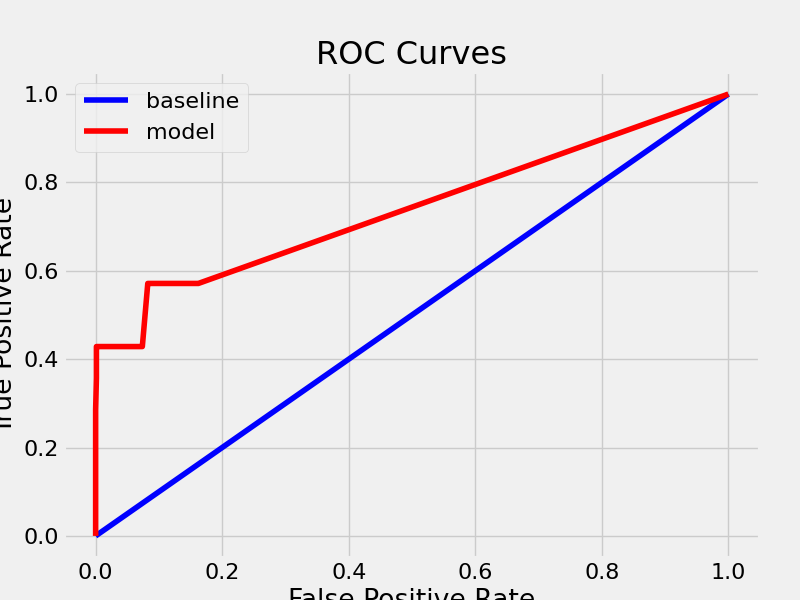 ROC Curves
baseline
model
1.0
0.8
0.6
0.4
0.2
0.0
True Positive Rate
0.0 0.2 0.4 0.6 0.8 1.0
False Positive Rate